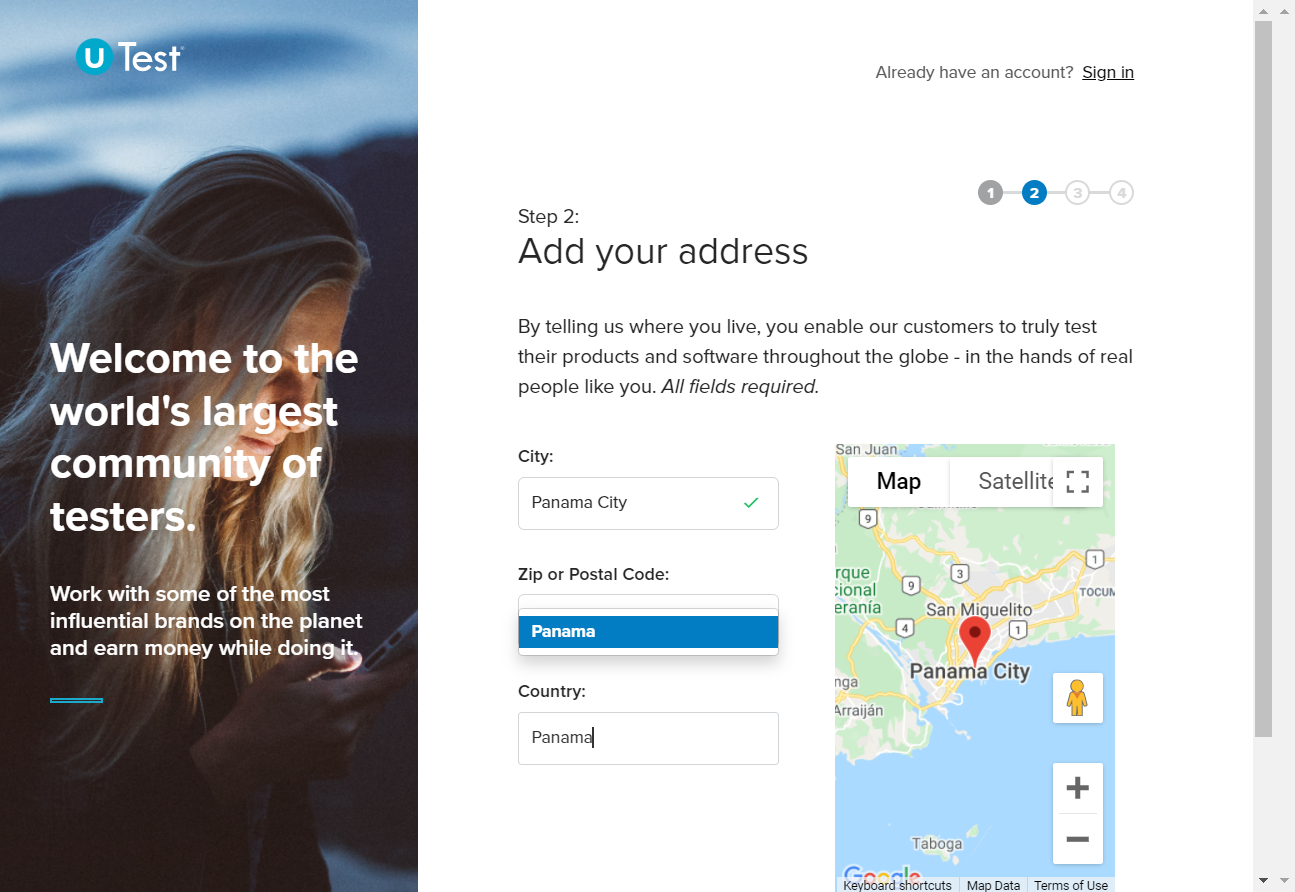 U Test
Already have an account? Sign in
1 2 3 4
Step 2:
Add your address
By telling us where you live, you enable our customers to truly test
their products and software throughout the globe - in the hands of real
people like you. All fields required.
Welcome to the
world's largest
community of
testers.
Work with some of the most
influential brands on the planet
and earn money while doing it.
City:
Panama City
Zip or Postal Code:
Panama
Country:
Panama
San Juan
Map
Satellite
9
1
3
rque
9
cional
eranía
TOCUM
San Miguelito
4
1
Panama City
nga
Arraiján
Taboga
Google
Keyboard shortcuts
Map Data
Terms of Use